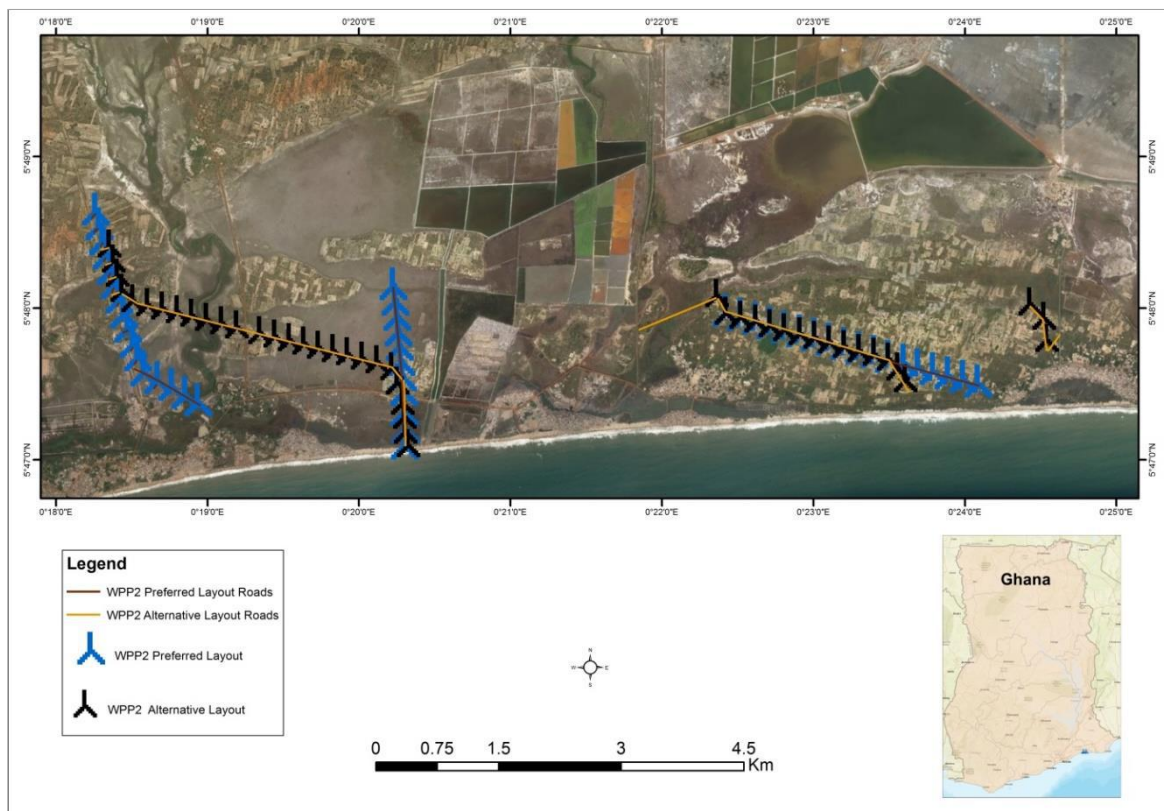 0°18'0"E 0°19'0"E 0°20'0"E 0°21'0"E 0°22'0"E 0°23'0"E 0°24'0"E 0°25'0"E
5°49'0"N 5°49'0"N
5°48'0"N 5°48'0"N
5°47'0"N 5°47'0"N
0°18'0"E 0°19'0"E 0°20'0"E 0°21'0"E 0°22'0"E 0°23'0"E 0°24'0"E 0°25'0"E
Legend
WPP2 Preferred Layout Roads
WPP2 Alternative Layout Roads
WPP2 Preferred Layout
WPP2 Alternative Layout
N
W E
S
0 0.75 1.5 3 4.5
Km
Ghana